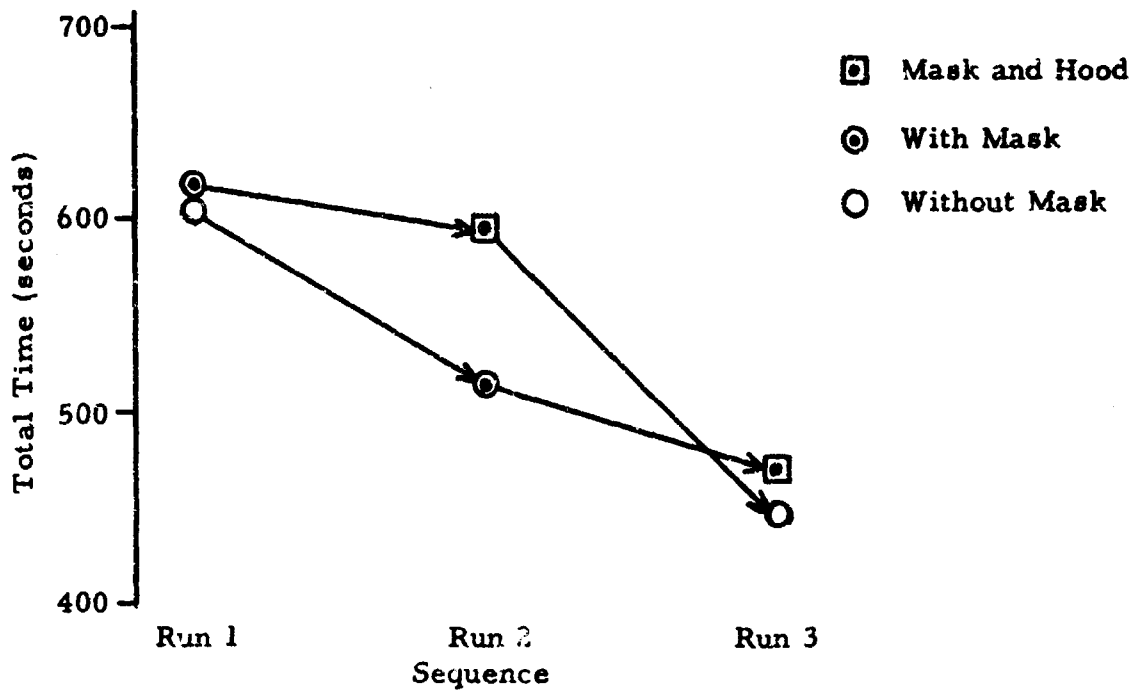 700
600
500
400
Total Time (seconds)
Mask and Hood
With Mask
Without Mask
Run 1
Run 2
Run 3
Sequence